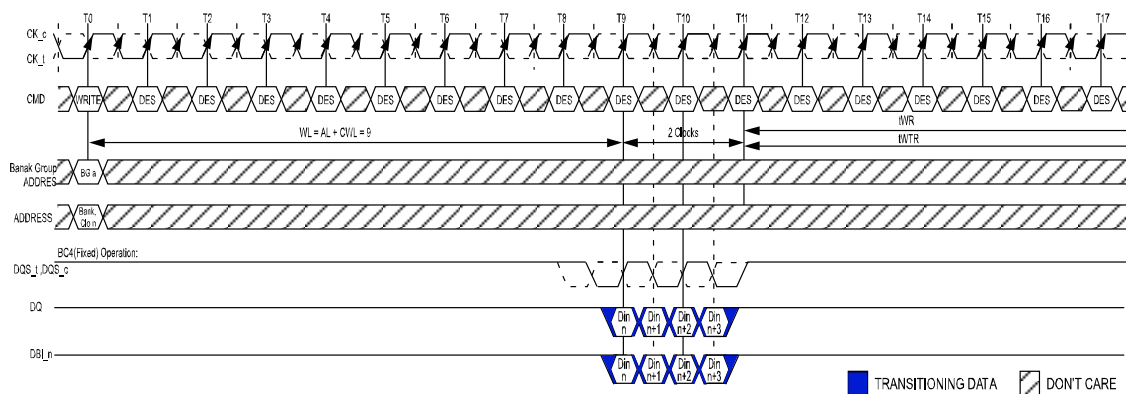 T0 T1 T2 T3 T4 T5 T6 T7 T8 T9 T10 T11 T12 T13 T14 T15 T16 T17
CK_c
CK_t
CMD WRITE DES DES DES DES DES DES DES DES DES DES DES DES DES DES DES DES DES
WL = AL + CWL = 9 2 Clocks tWR
tWTR
Banak Group
ADDRES BG a
ADDRESS Bank,
Clo n
BC4(Fixed) Operation:
DQS_t ,DQS_c
DQ Din n Din n+1 Din n+2 Din n+3
DBI_n Din n Din n+1 Din n+2 Din n+3
TRANSITIONING DATA DON'T CARE